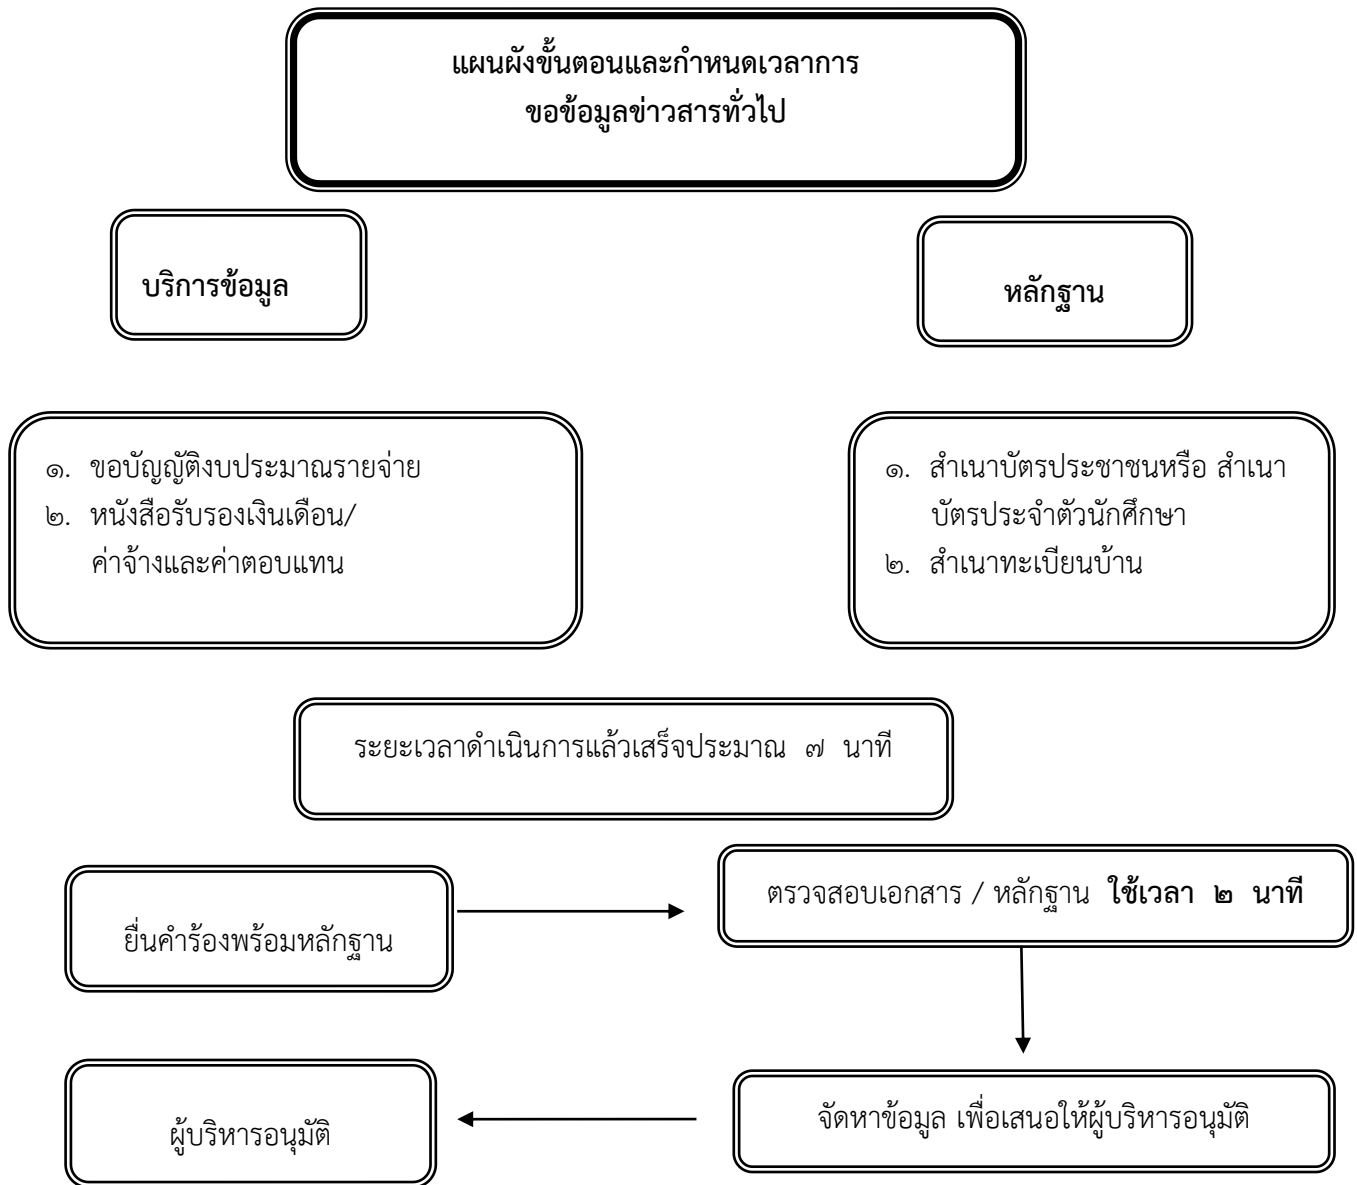 แผนผังขั้นตอนและกำหนดเวลาการ
ขอข้อมูลข่าวสารทั่วไป
บริการข้อมูล
หลักฐาน
๑. ขอบัญญัติงบประมาณรายจ่าย
๒. หนังสือรับรองเงินเดือน/
ค่าจ้างและค่าตอบแทน
๑. สำเนาบัตรประชาชนหรือ สำเนา
บัตรประจำตัวนักศึกษา
๒. สำเนาทะเบียนบ้าน
ระยะเวลาดำเนินการแล้วเสร็จประมาณ ๗ นาที
ยื่นคำร้องพร้อมหลักฐาน
ตรวจสอบเอกสาร / หลักฐาน ใช้เวลา ๒ นาที
จัดหาข้อมูล เพื่อเสนอให้ผู้บริหารอนุมัติ
ผู้บริหารอนุมัติ